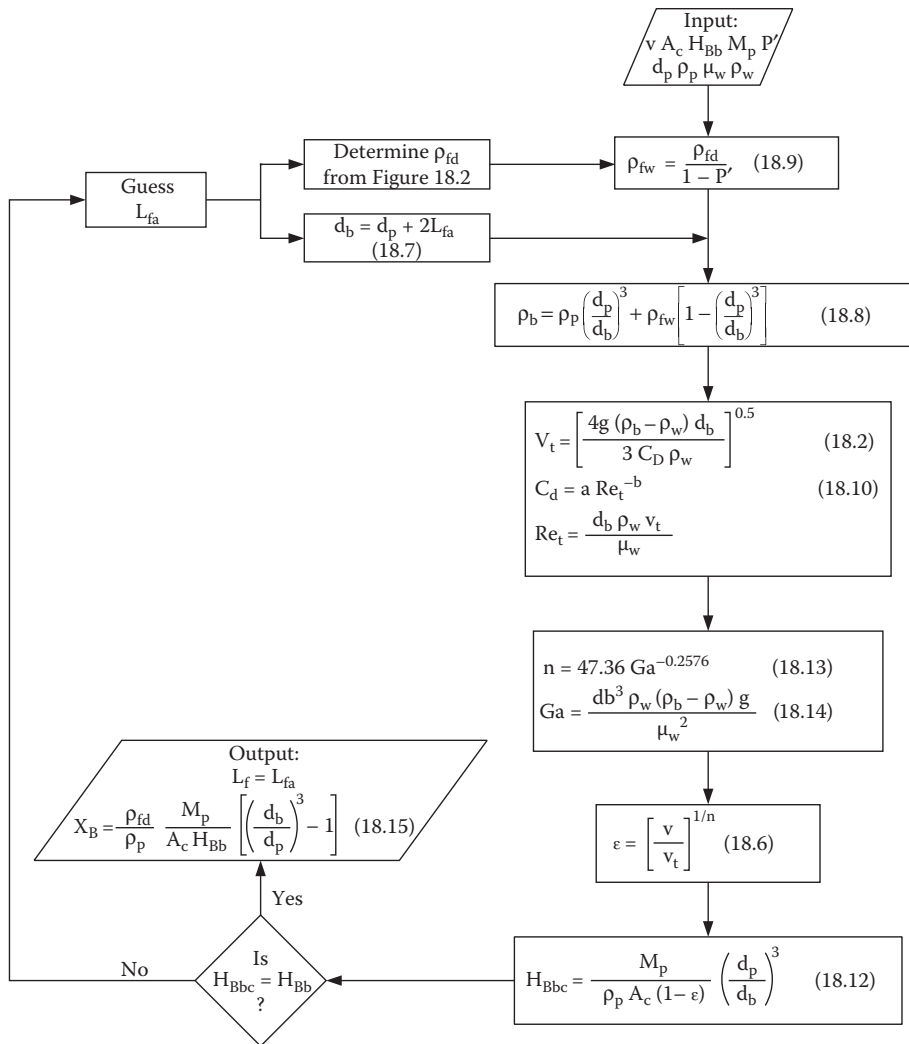 Input:
v A_c H_Bb M_p P′
d_p ρ_p μ_w ρ_w
Guess
L_fa
Determine ρ_fd
from Figure 18.2
ρ_fw = ρ_fd / (1 – P′) (18.9)
d_b = d_p + 2L_fa
(18.7)
ρ_b = ρ_P (d_p / d_b)^3 + ρ_fw [1 – (d_p / d_b)^3] (18.8)
V_t = [4g (ρ_b – ρ_w) d_b / 3 C_D ρ_w]^0.5 (18.2)
C_d = a Re_t^–b (18.10)
Re_t = d_b ρ_w v_t / μ_w
n = 47.36 Ga^–0.2576 (18.13)
Ga = db^3 ρ_w (ρ_b – ρ_w) g / μ_w^2 (18.14)
ε = [v / v_t]^1/n (18.6)
H_Bbc = M_p / ρ_p A_c (1– ε) (d_p / d_b)^3 (18.12)
Is
H_Bbc = H_Bb
?
No
Yes
Output:
L_f = L_fa
X_B = ρ_fd / ρ_p M_p / A_c H_Bb [(d_b / d_p)^3 – 1] (18.15)